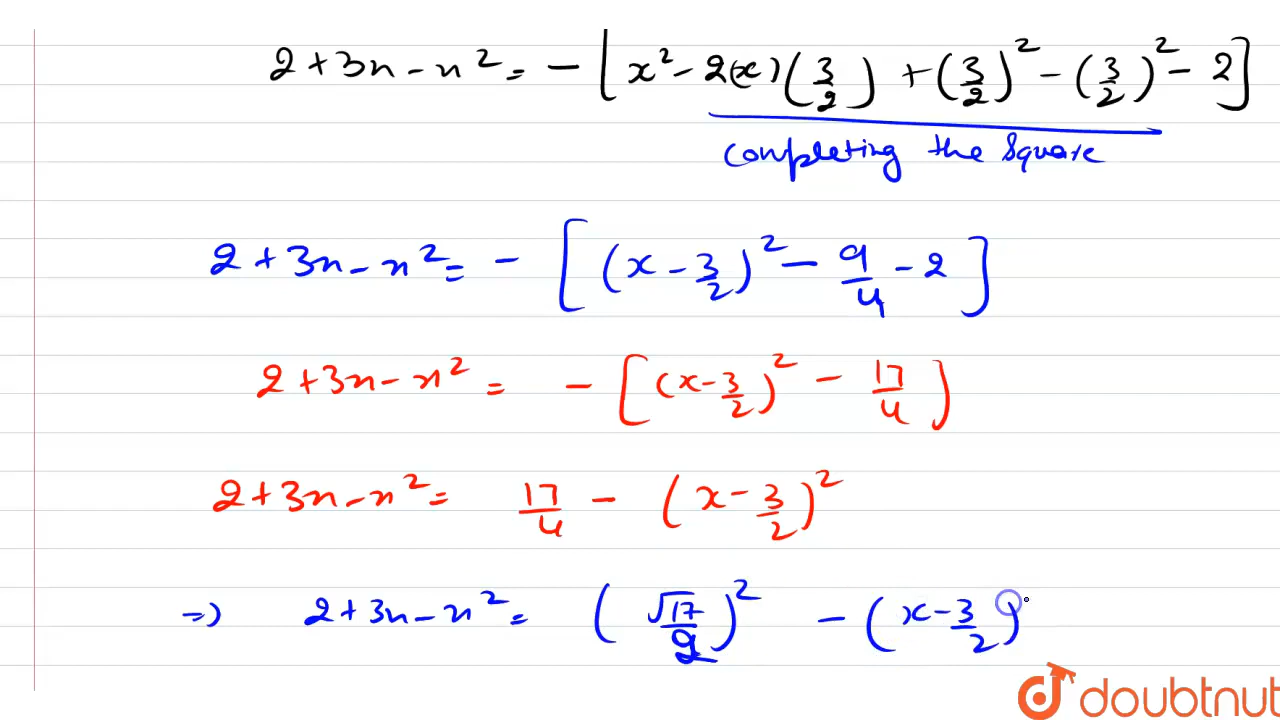 2 + 3x - x² = - [ x² - 2(x) (3/2) + (3/2)² - (3/2)² - 2 ]
completing the square
2 + 3x - x² = - [ (x - 3/2)² - 9/4 - 2 ]
2 + 3x - x² = - [ (x - 3/2)² - 17/4 ]
2 + 3x - x² = 17/4 - (x - 3/2)²
=) 2 + 3x - x² = ( √17/2 )² - (x - 3/2)
doubtnut